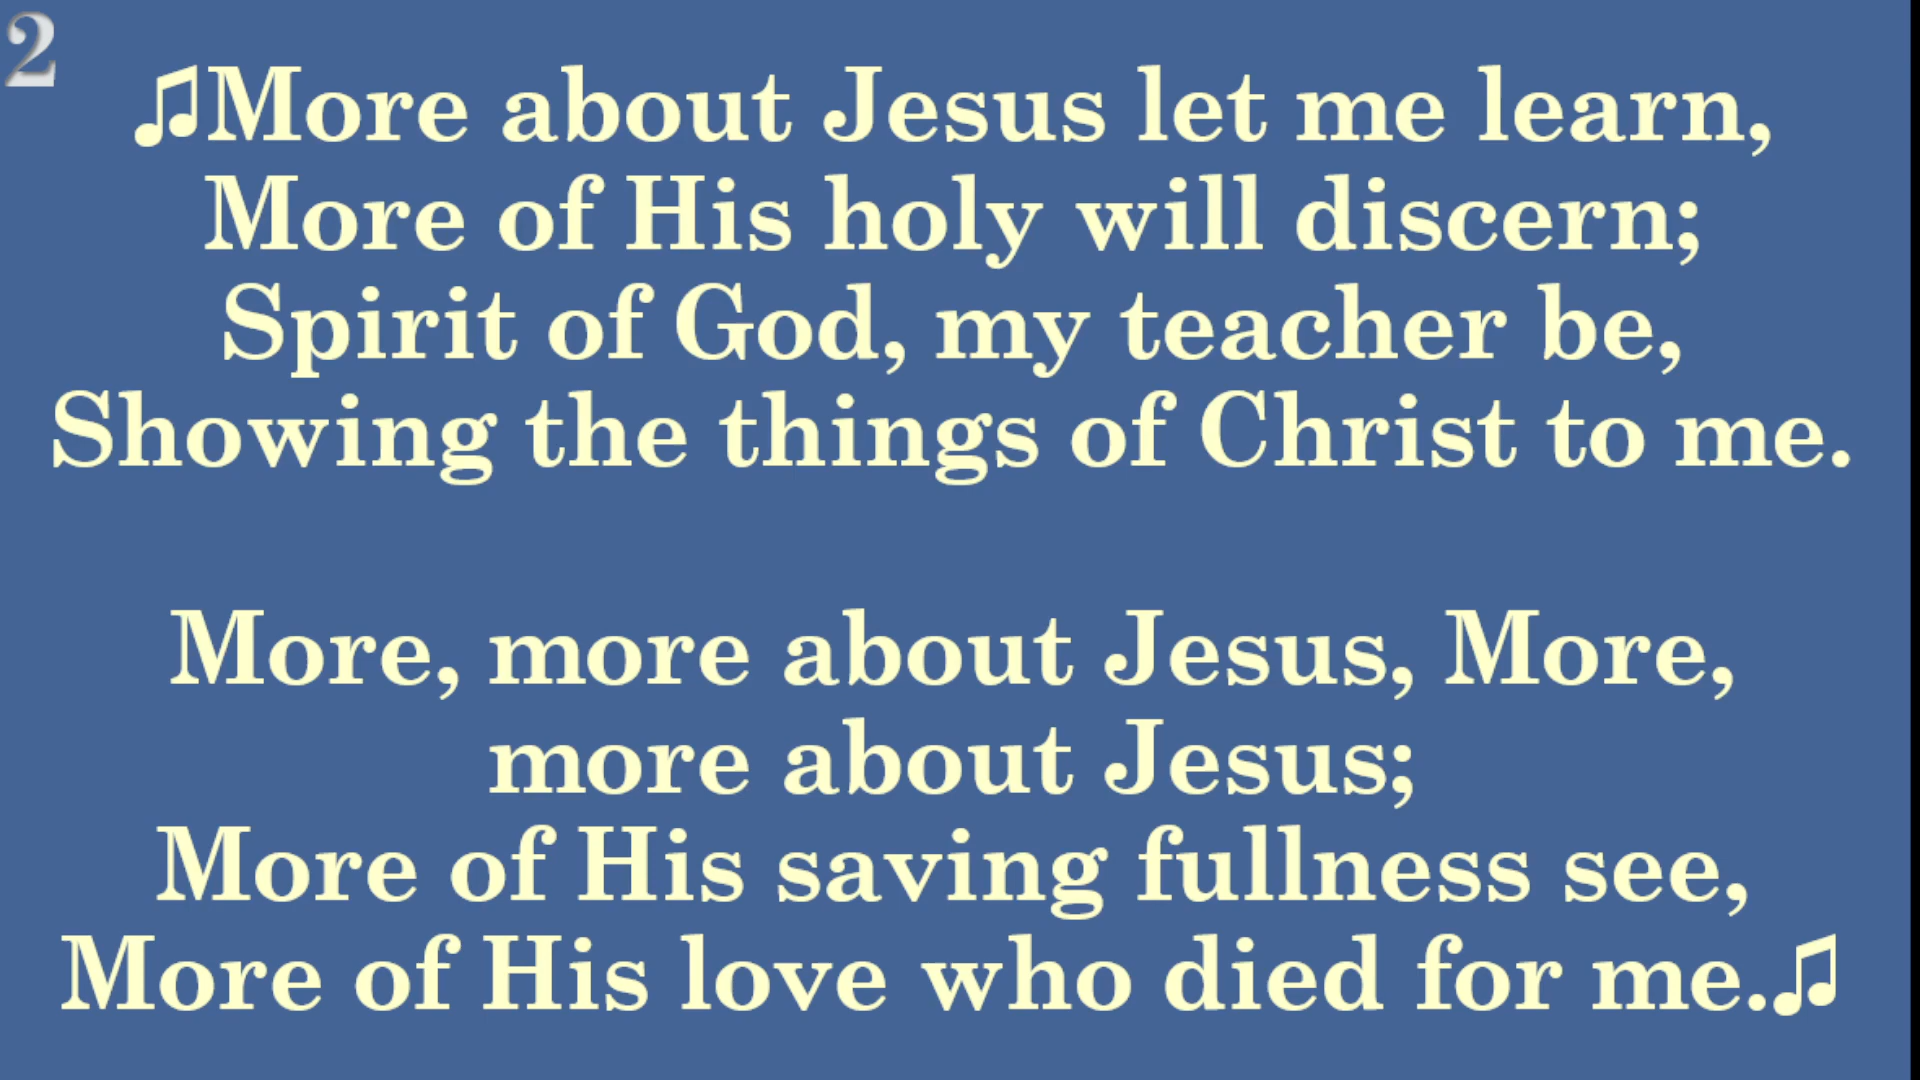 2
♫More about Jesus let me learn,
More of His holy will discern;
Spirit of God, my teacher be,
Showing the things of Christ to me.
More, more about Jesus, More,
more about Jesus;
More of His saving fullness see,
More of His love who died for me.♫